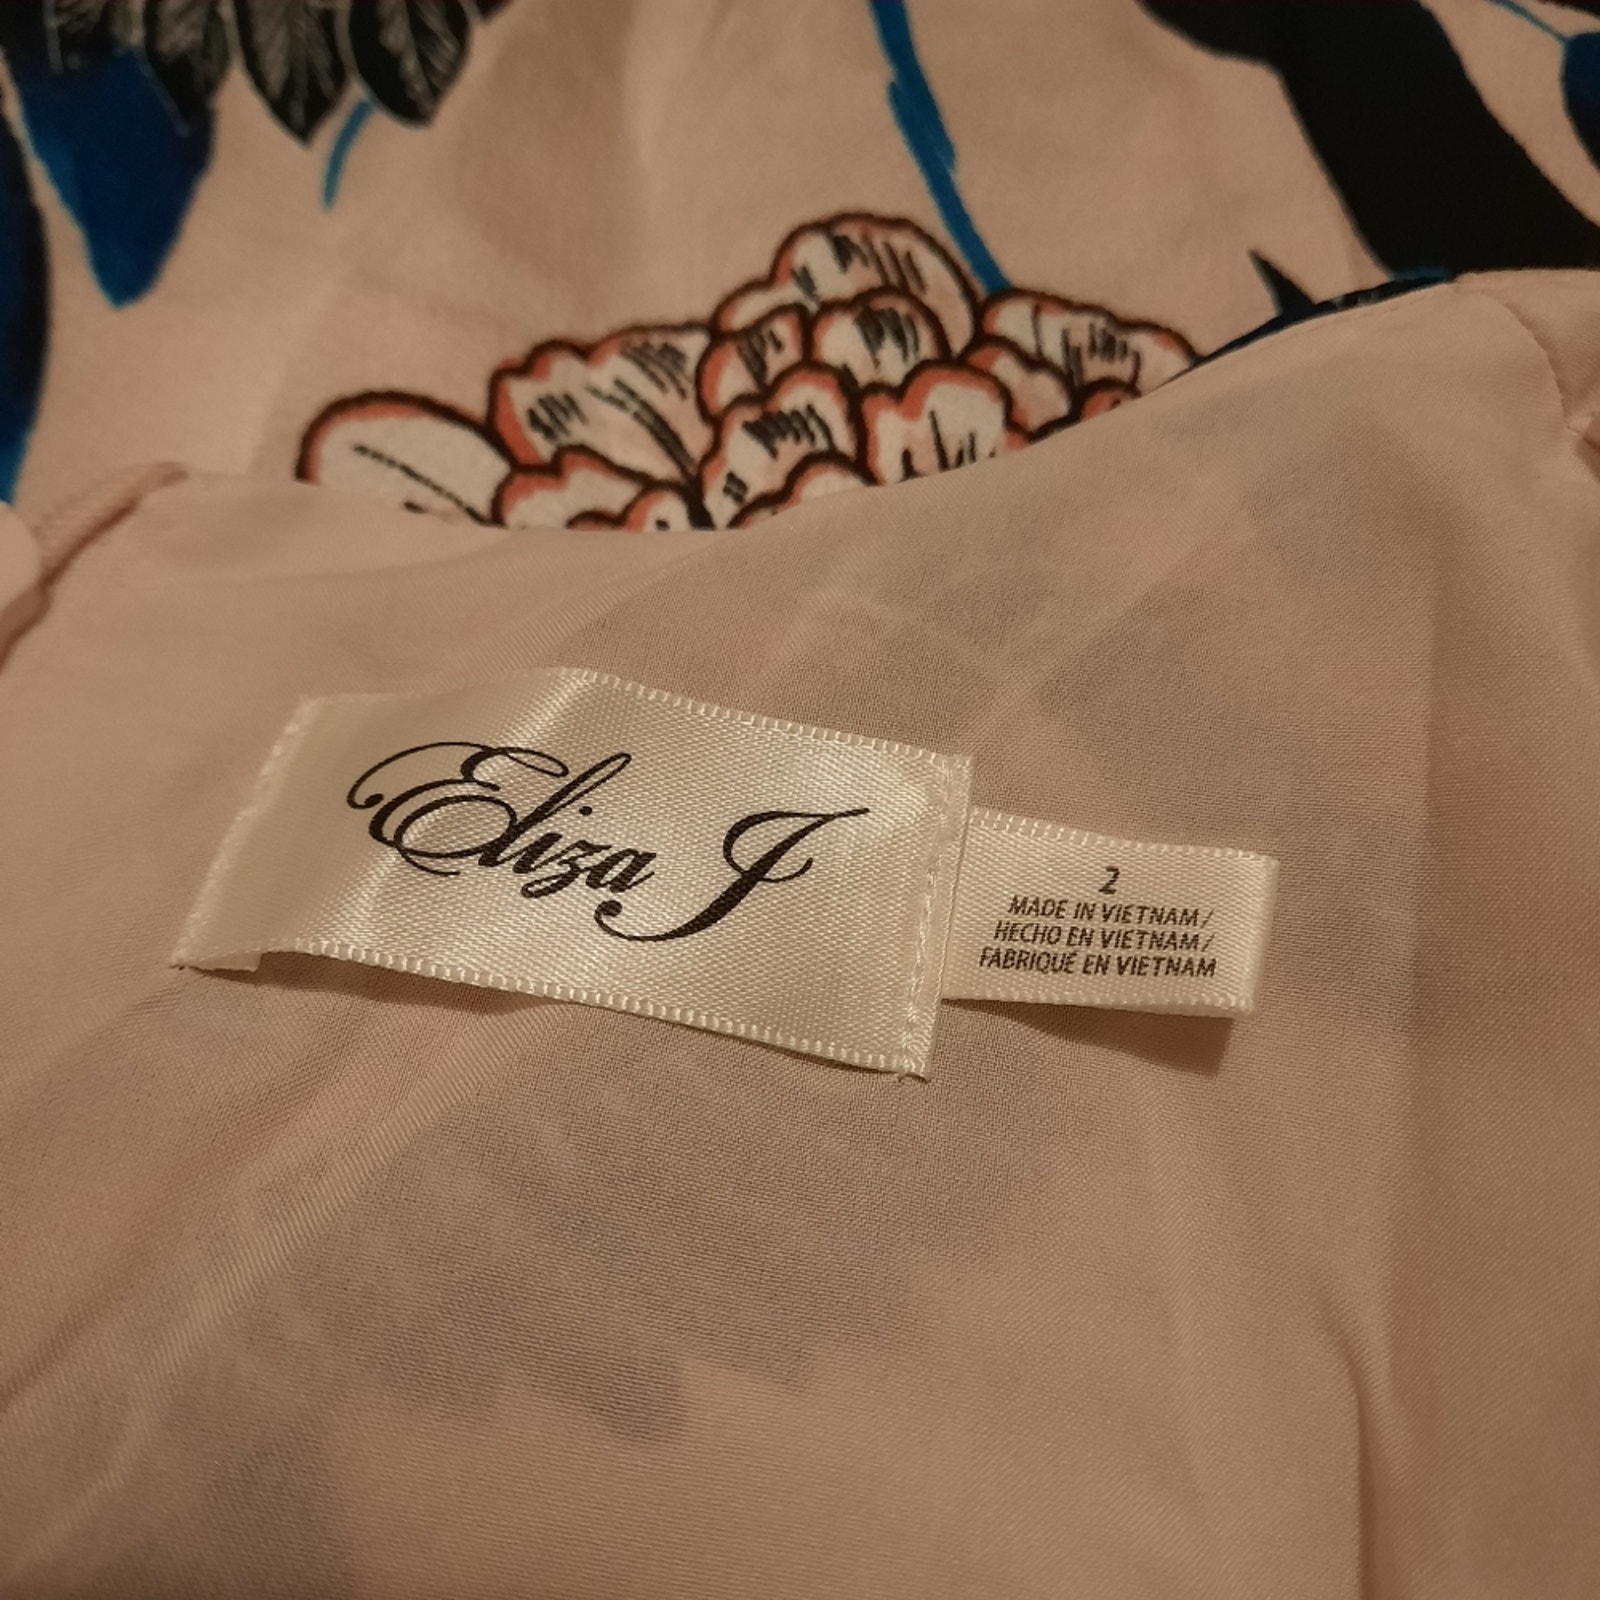 Eliza J
2
MADE IN VIETNAM/
HECHO EN VIETNAM/
FABRIQUÉ EN VIETNAM